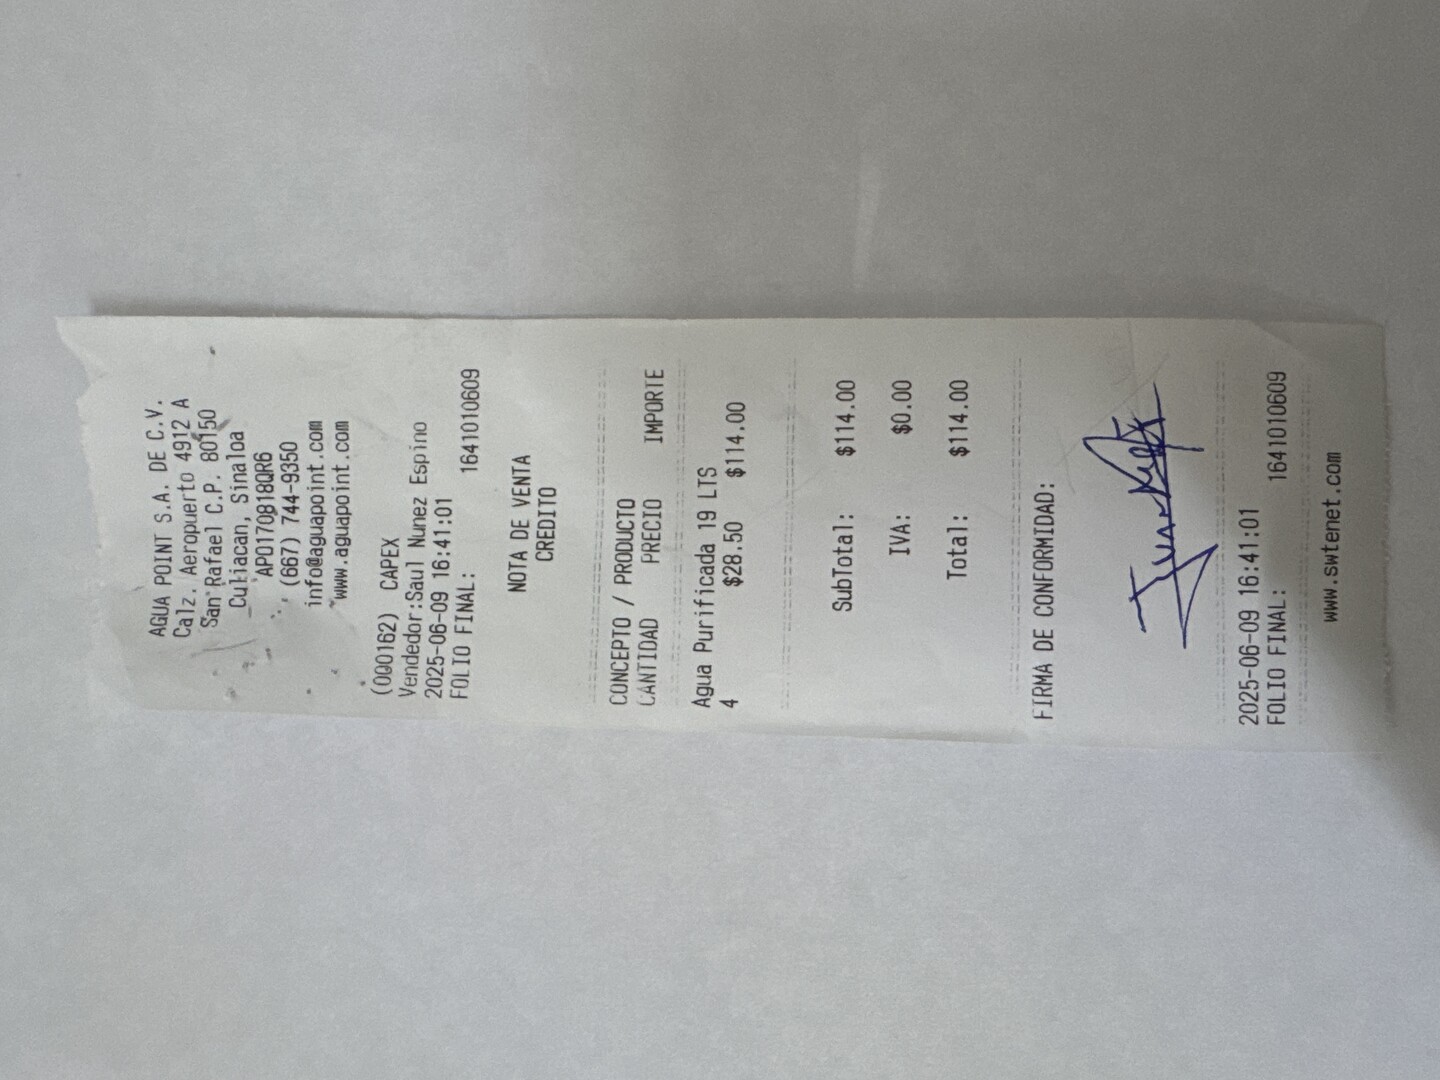 AGUA POINT S.A. DE C.V.
Calz. Aeropuerto 4912 A
San Rafael C.P. 80150
Culiacan, Sinaloa
APO170818QR6
(667) 744-9350
info@aguapoint.com
www.aguapoint.com
(000162) CAPEX
Vendedor:Saul Nunez Espino
2025-06-09 16:41:01
FOLIO FINAL: 1641010609
NOTA DE VENTA
CREDITO
CONCEPTO / PRODUCTO
CANTIDAD PRECIO IMPORTE
Agua Purificada 19 LTS
4 $28.50 $114.00
SubTotal: $114.00
IVA: $0.00
Total: $114.00
FIRMA DE CONFORMIDAD:
2025-06-09 16:41:01
FOLIO FINAL: 1641010609
www.swtenet.com